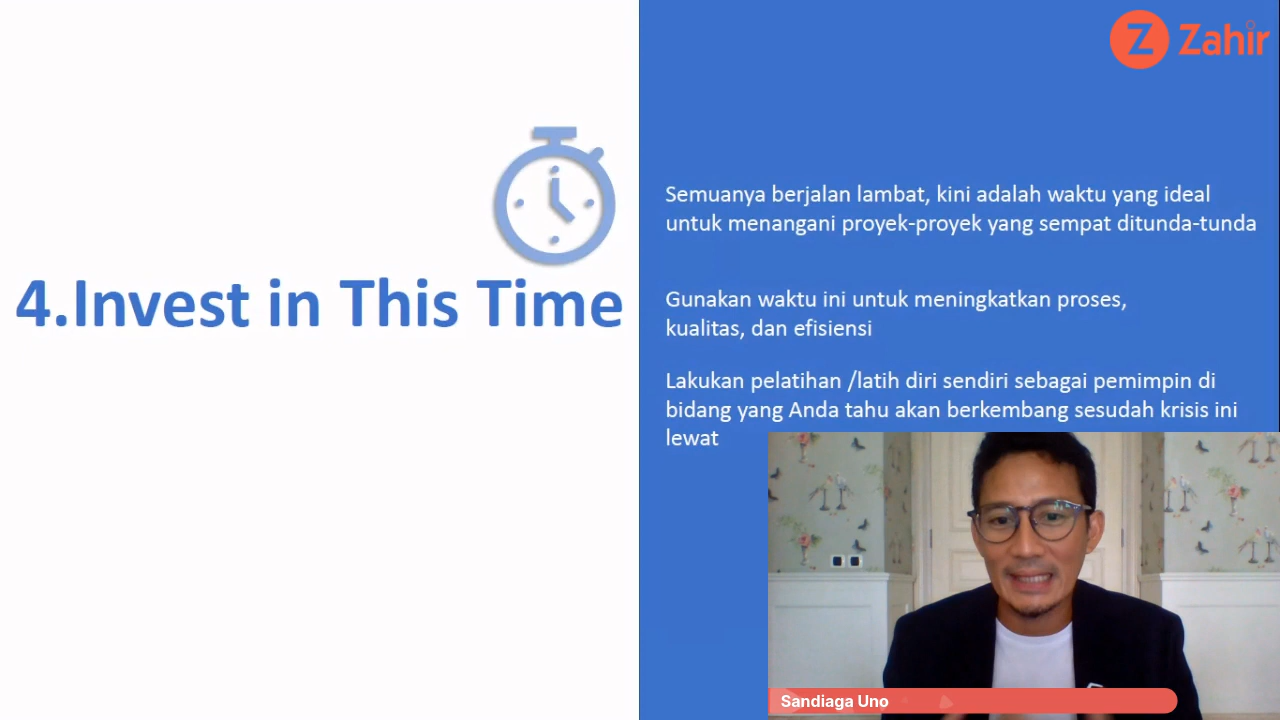 Zahir
4.Invest in This Time
Semuanya berjalan lambat, kini adalah waktu yang ideal
untuk menangani proyek-proyek yang sempat ditunda-tunda
Gunakan waktu ini untuk meningkatkan proses,
kualitas, dan efisiensi
Lakukan pelatihan /latih diri sendiri sebagai pemimpin di
bidang yang Anda tahu akan berkembang sesudah krisis ini
lewat
Sandiaga Uno